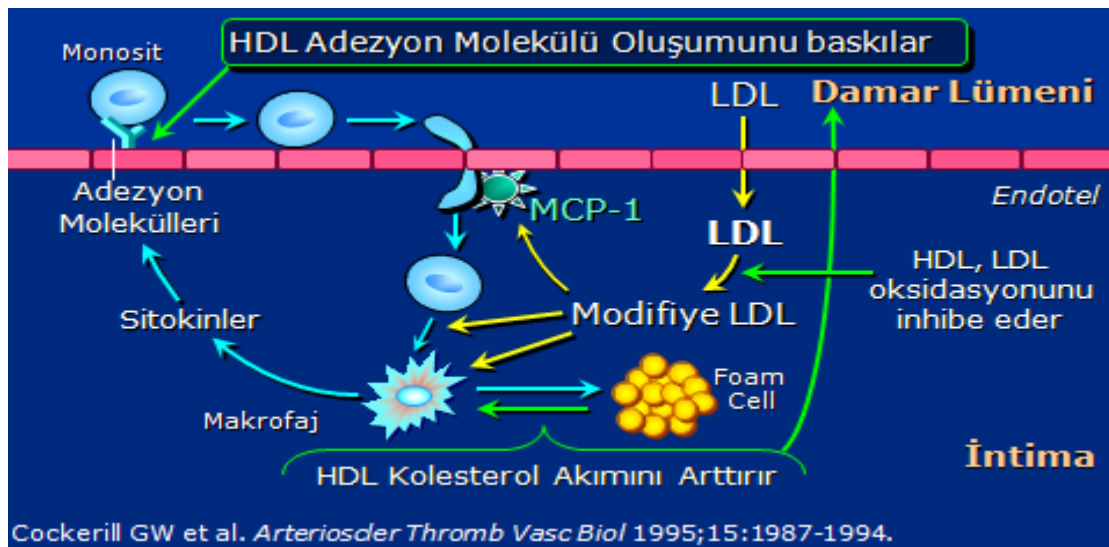 HDL Adezyon Molekülü Oluşumunu baskılar
Monosit
LDL
Damar Lümeni
Adezyon
Molekülleri
Endotel
MCP-1
LDL
HDL, LDL
oksidasyonunu
inhibe eder
Modifiye LDL
Sitokinler
Foam
Cell
Makrofaj
HDL Kolesterol Akımını Arttırır
İntima
Cockerill GW et al. Arterioscler Thromb Vasc Biol 1995;15:1987-1994.